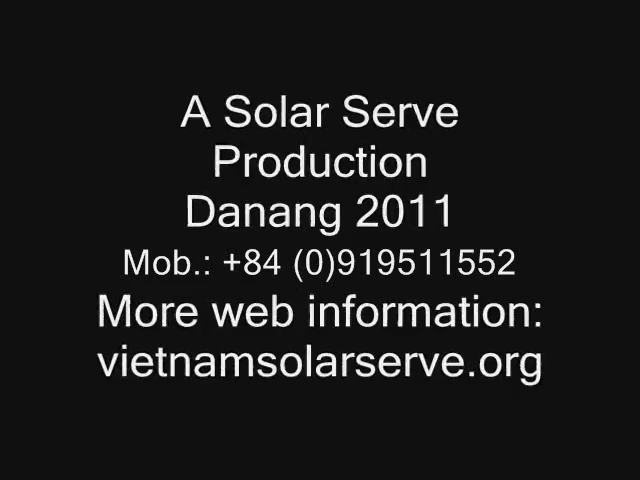 A Solar Serve
Production
Danang 2011
Mob.: +84 (0)919511552
More web information:
vietnamsolarserve.org